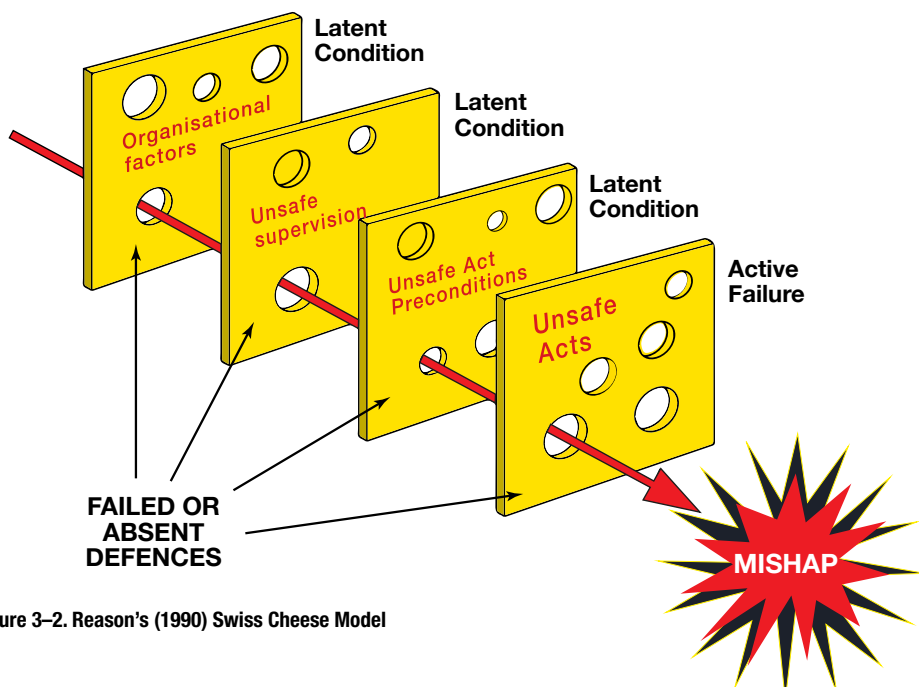 Latent
Condition
Organisational
factors
Latent
Condition
Unsafe
supervision
Latent
Condition
Unsafe Act
Preconditions
Active
Failure
Unsafe
Acts
FAILED OR
ABSENT
DEFENCES
MISHAP
ure 3–2. Reason’s (1990) Swiss Cheese Model